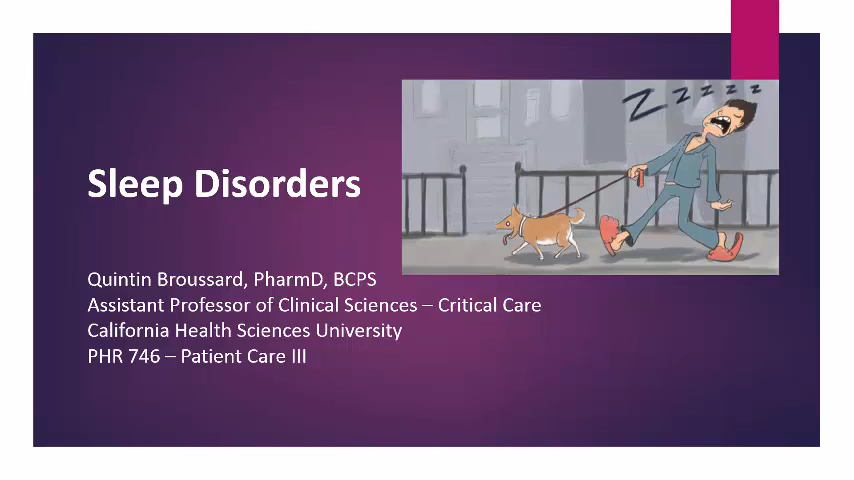 Z z z z z
Sleep Disorders
Quintin Broussard, PharmD, BCPS
Assistant Professor of Clinical Sciences – Critical Care
California Health Sciences University
PHR 746 – Patient Care III